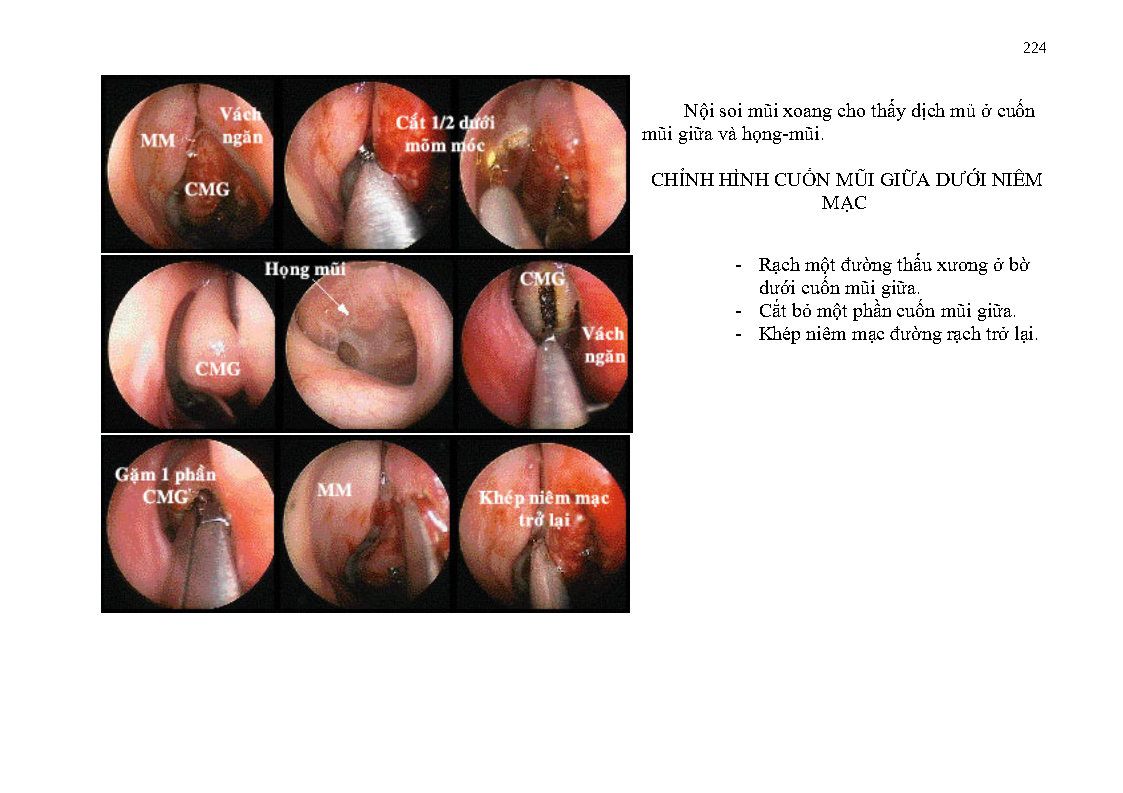 224
Vách
ngăn
MM
CMG
Cắt 1/2 dưới
mõm móc
Họng mũi
CMG
CMG
Vách
ngăn
Gặm 1 phần
CMG
MM
Khép niêm mạc
trở lại
Nội soi mũi xoang cho thấy dịch mủ ở cuốn
mũi giữa và họng-mũi.
CHỈNH HÌNH CUỐN MŨI GIỮA DƯỚI NIÊM
MẠC
- Rạch một đường thấu xương ở bờ
dưới cuốn mũi giữa.
- Cắt bỏ một phần cuốn mũi giữa.
- Khép niêm mạc đường rạch trở lại.